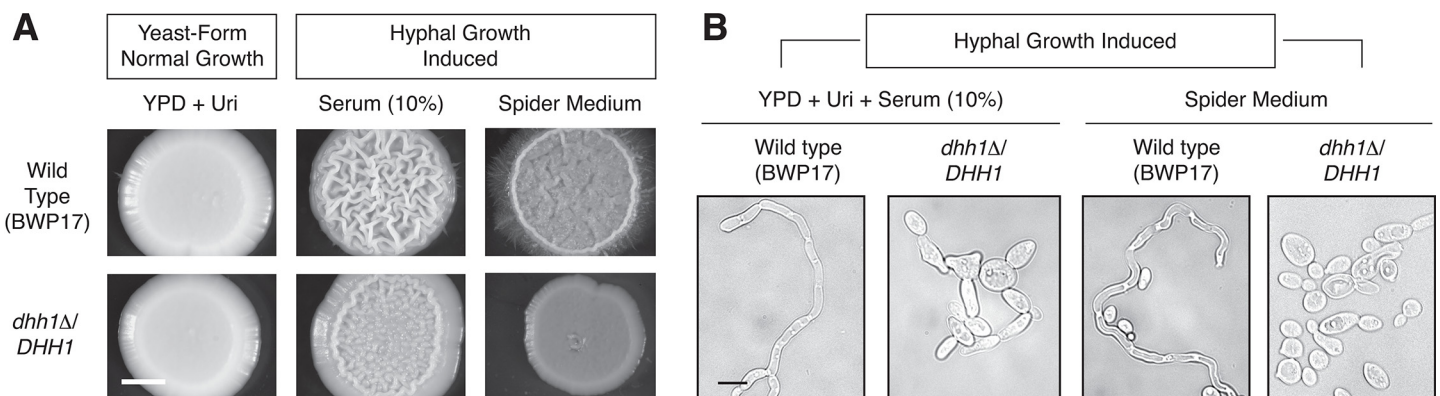 A
Yeast-Form
Normal Growth
Hyphal Growth
Induced
YPD + Uri
Serum (10%)
Spider Medium
Wild
Type
(BWP17)
dhh1Δ/
DHH1
B
Hyphal Growth Induced
YPD + Uri + Serum (10%)
Spider Medium
Wild type
(BWP17)
dhh1Δ/
DHH1
Wild type
(BWP17)
dhh1Δ/
DHH1